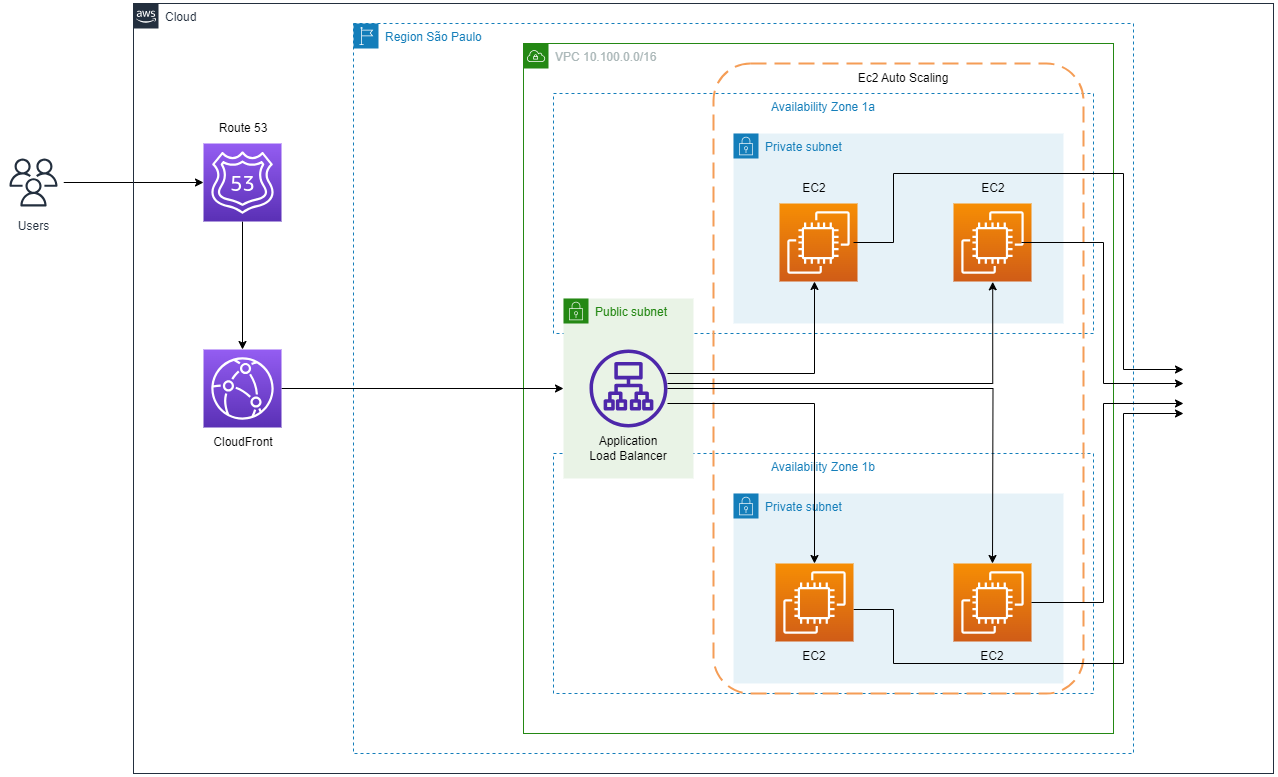 aws
Cloud
Region São Paulo
VPC 10.100.0.0/16
Ec2 Auto Scaling
Availability Zone 1a
Route 53
Private subnet
53
EC2
EC2
Users
Public subnet
CloudFront
Application
Load Balancer
Availability Zone 1b
Private subnet
EC2
EC2